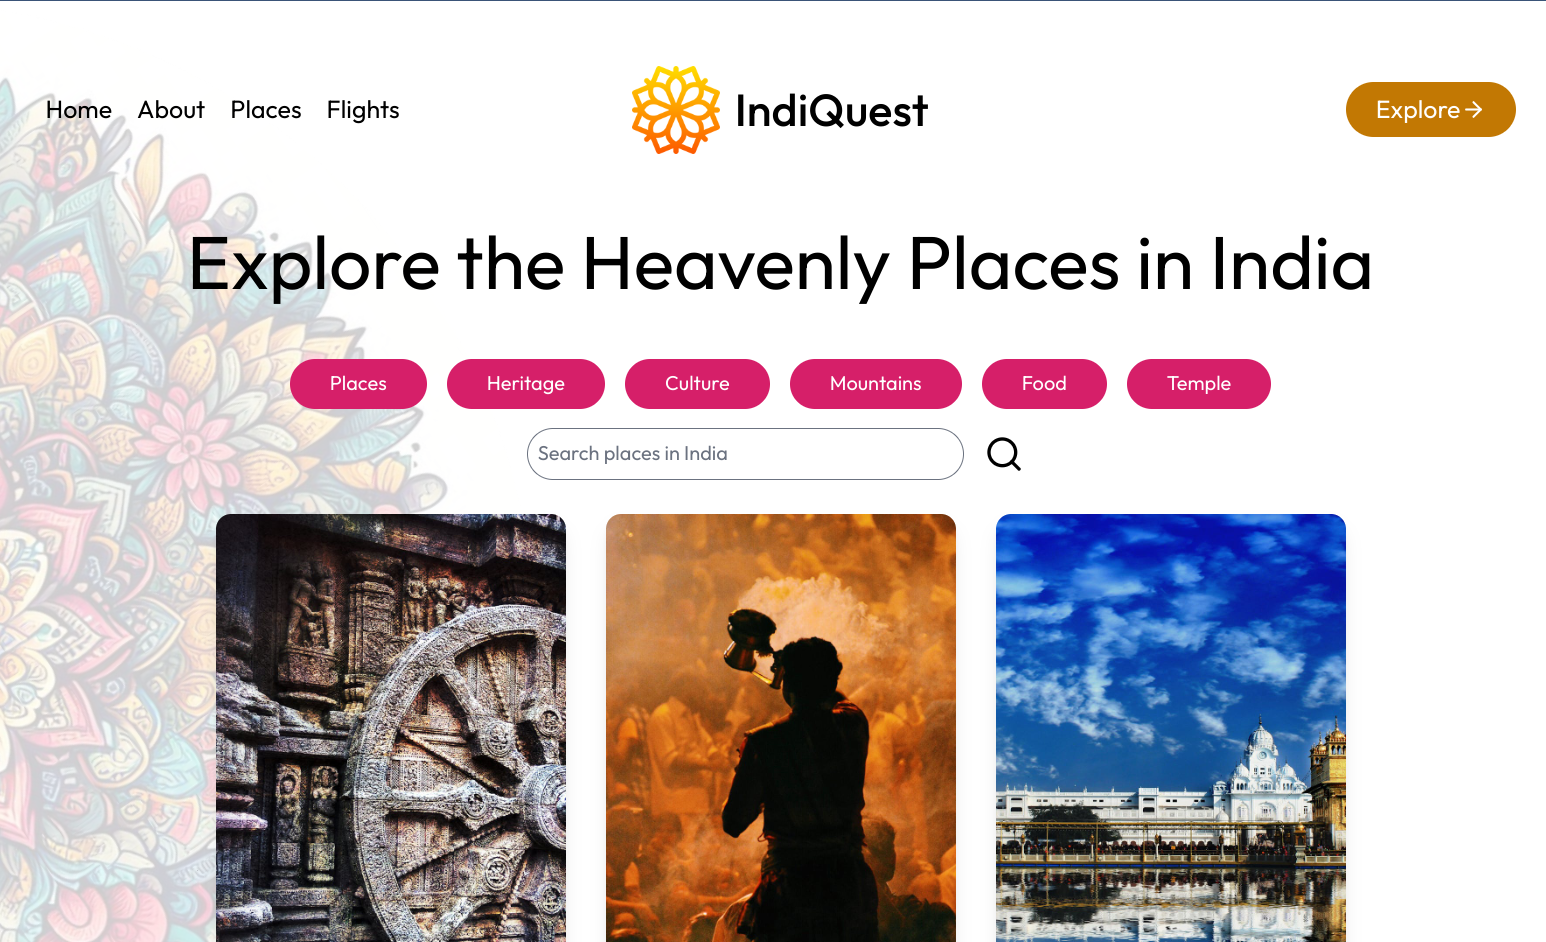 Home About Places Flights
IndiQuest
Explore
Explore the Heavenly Places in India
Places Heritage Culture Mountains Food Temple
Search places in India